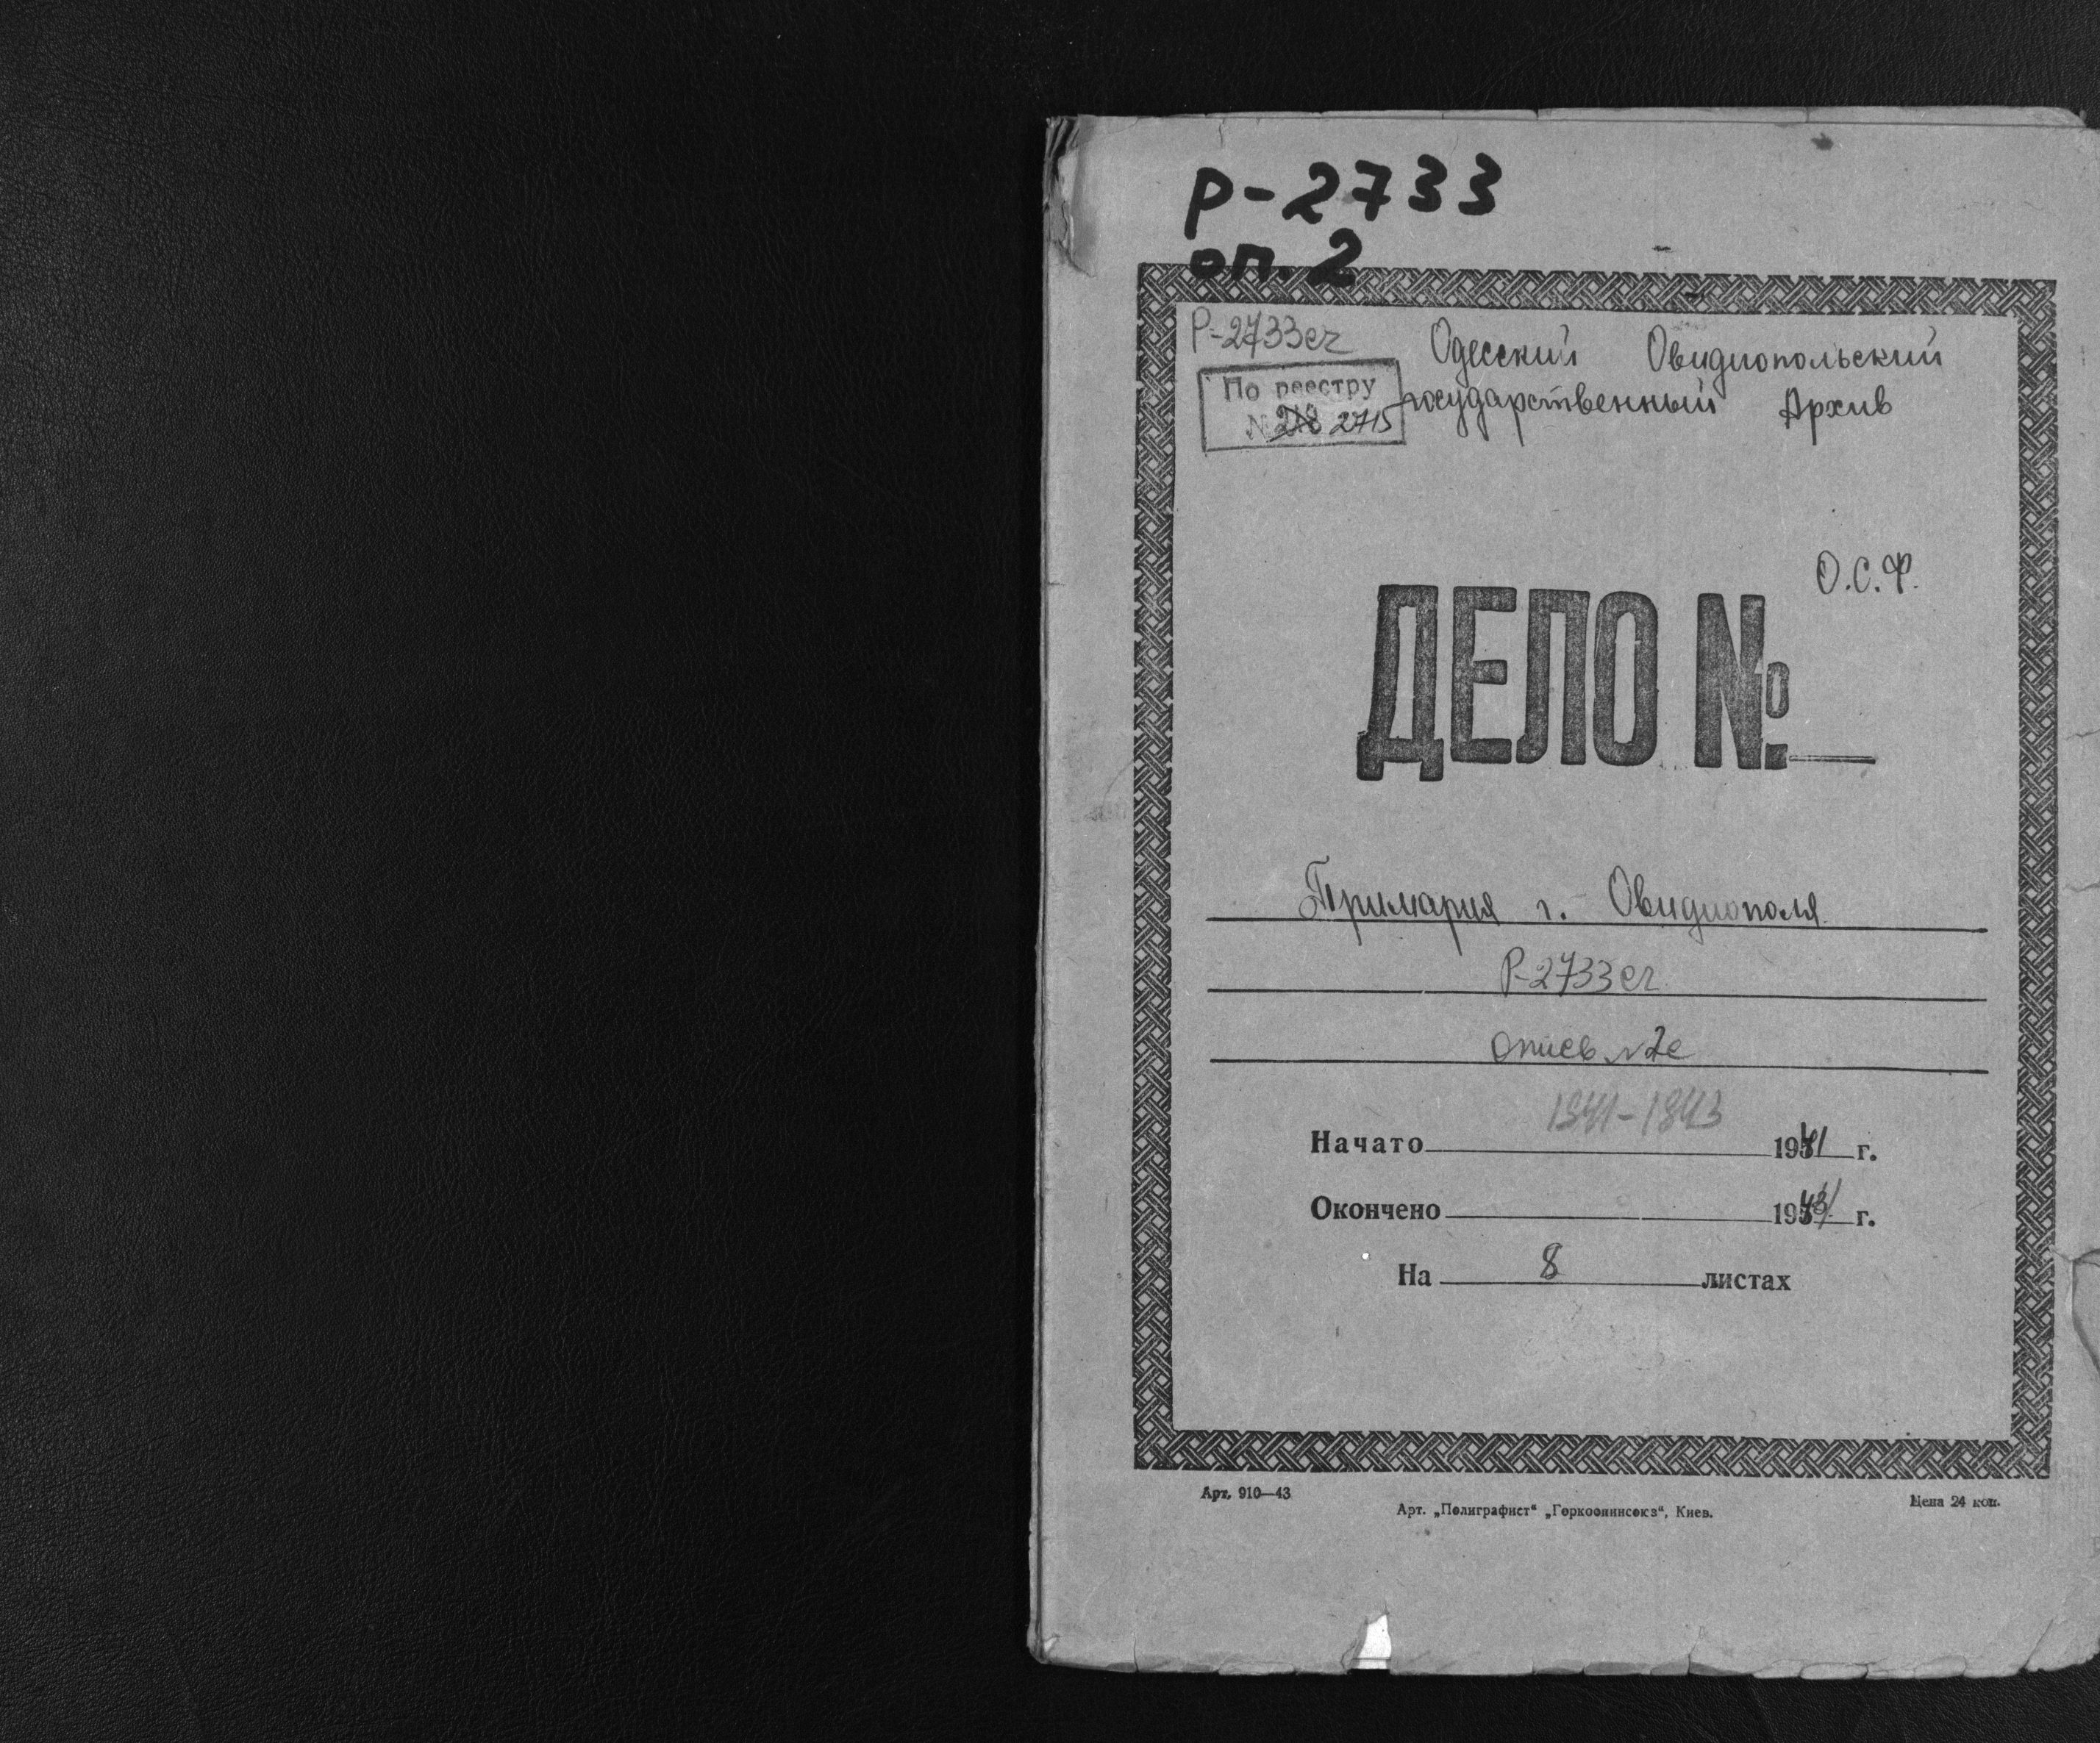 Р-2733
оп. 2
Р-2733ег
Одесский Овидиопольский
По реестру
№ 2715
государственный Архив
О.С.Ф.
ДЕЛО №
Примария г. Овидиополя
Р-2733ег
опись №2е
1941-1943
Начато 1941 г.
Окончено 1943 г.
На 8 листах
Арт. 910—43
Арт. „Полиграфист“ „Горкоопинсоюз“, Киев.
Цена 24 коп.